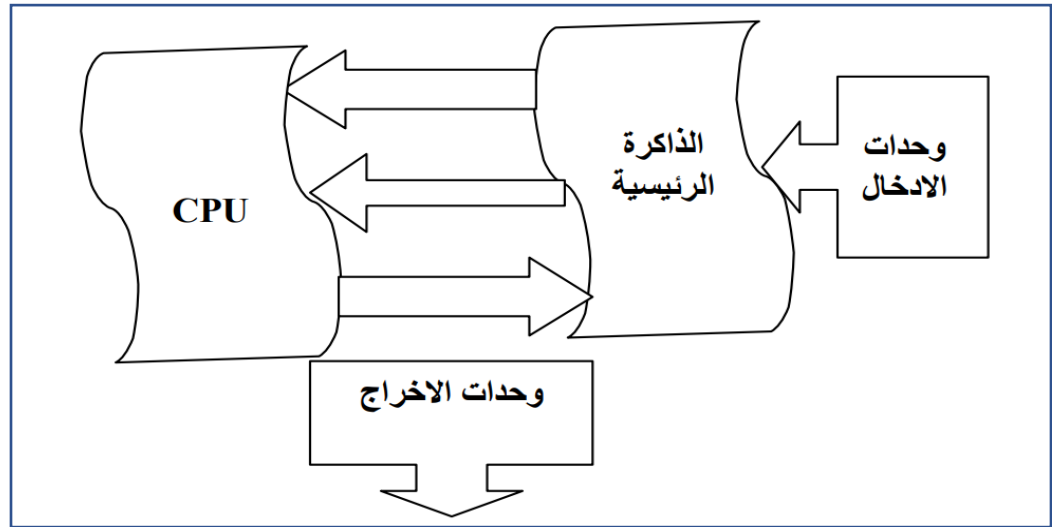 وحدات
الادخال
الذاكرة
الرئيسية
CPU
وحدات الاخراج